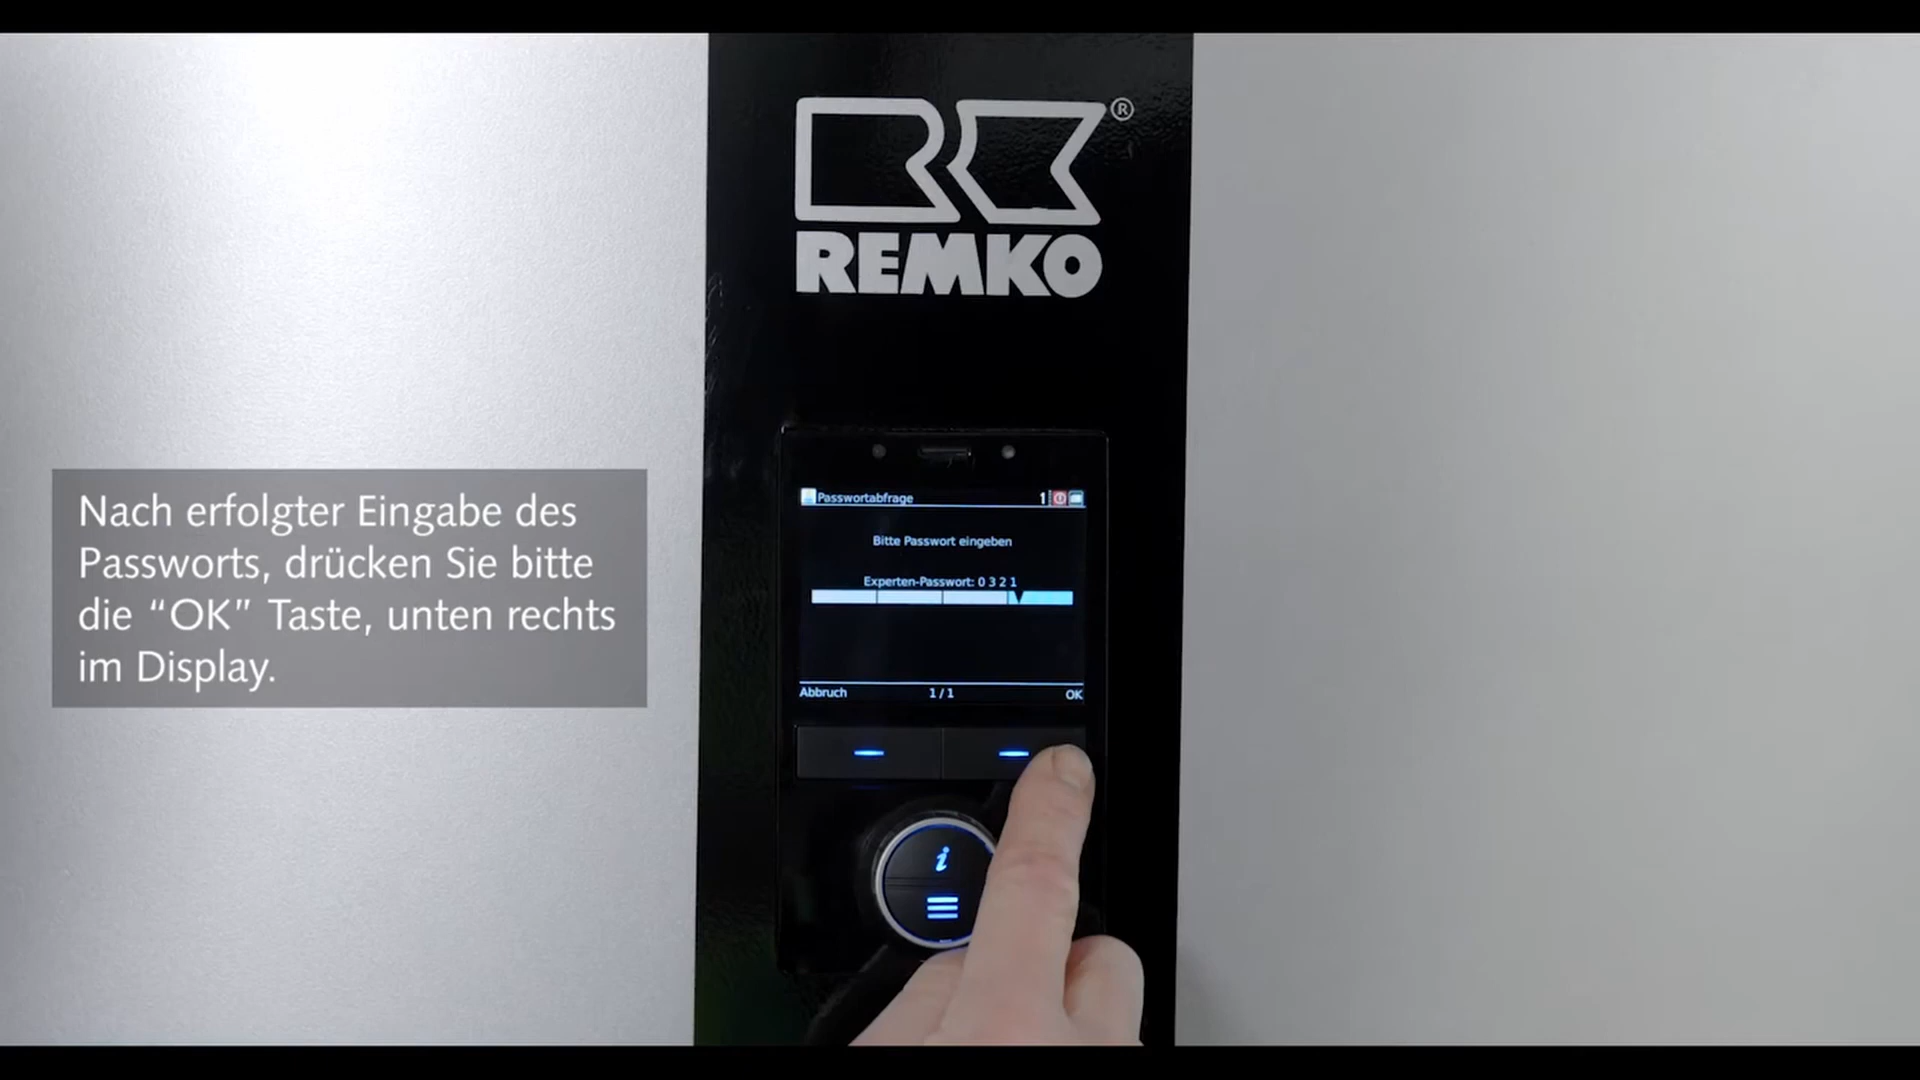 ®
REMKO
Nach erfolgter Eingabe des
Passworts, drücken Sie bitte
die “OK” Taste, unten rechts
im Display.
Passwortabfrage 1
Bitte Passwort eingeben
Experten-Passwort: 0 3 2 1
Abbruch 1 / 1 OK
i